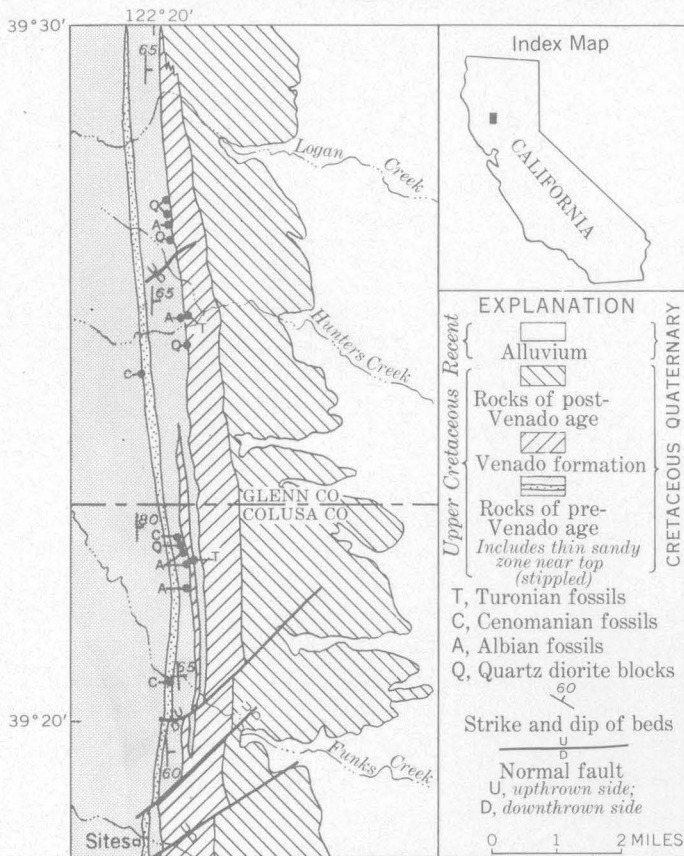 122°20'
39°30'
65
Logan
Creek
Q
A
Q
65
A
T
Hunters
Q
Creek
C
GLENN CO.
COLUSA CO
80
C
Q
A
T
A
65
C
39°20'
Funks
Creek
60
Sites
Index Map
CALIFORNIA
EXPLANATION
Recent
Alluvium
QUATERNARY
Upper Cretaceous
Rocks of post-
Venado age
Venado formation
Rocks of pre-
Venado age
Includes thin sandy
zone near top
(stippled)
CRETACEOUS
T, Turonian fossils
C, Cenomanian fossils
A, Albian fossils
Q, Quartz diorite blocks
60
Strike and dip of beds
U
D
Normal fault
U, upthrown side;
D, downthrown side
0 1 2 MILES